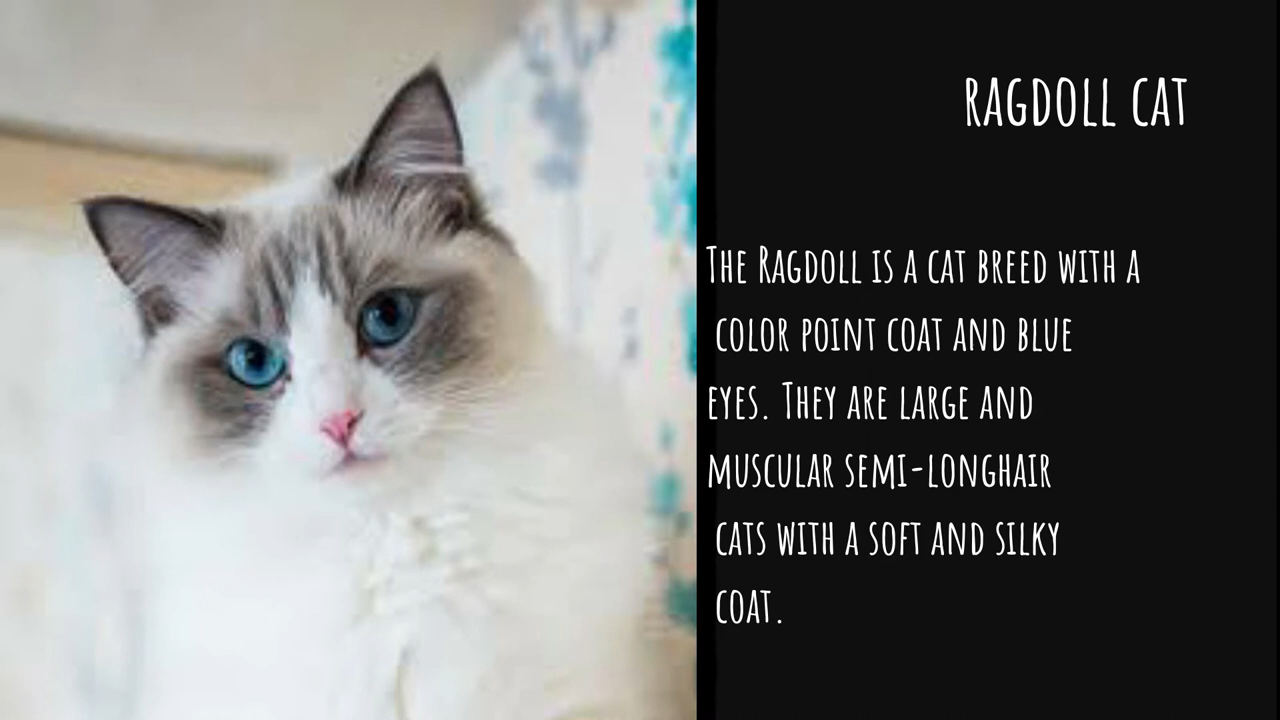 RAGDOLL CAT
The Ragdoll is a cat breed with a
color point coat and blue
eyes. They are large and
muscular semi-longhair
cats with a soft and silky
coat.